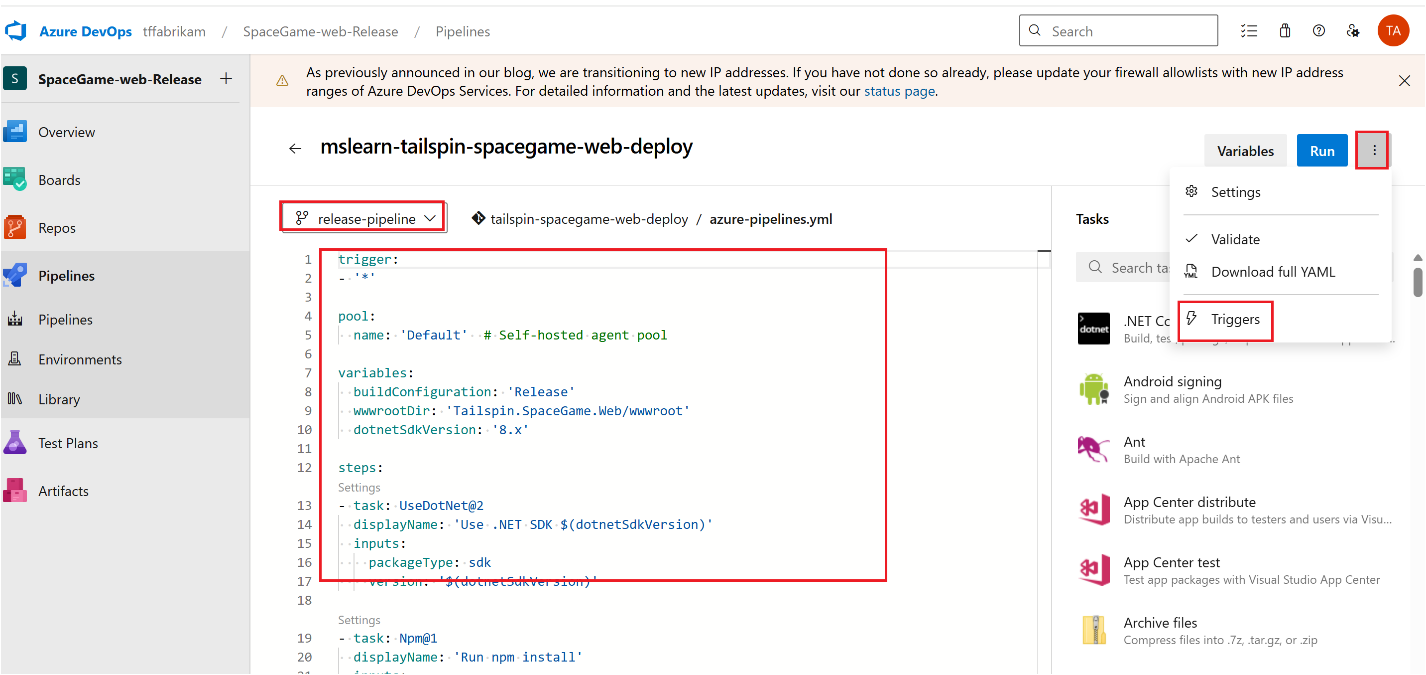 Azure DevOps tffabrikam / SpaceGame-web-Release / Pipelines
Search
TA
S SpaceGame-web-Release +
As previously announced in our blog, we are transitioning to new IP addresses. If you have not done so already, please update your firewall allowlists with new IP address
ranges of Azure DevOps Services. For detailed information and the latest updates, visit our status page.
Overview
Boards
Repos
Pipelines
Pipelines
Environments
Library
Test Plans
Artifacts
mslearn-tailspin-spacegame-web-deploy
Variables
Run
Settings
Validate
YML Download full YAML
Triggers
release-pipeline
tailspin-spacegame-web-deploy / azure-pipelines.yml
1 trigger:
2 - '*'
3
4 pool:
5 name: 'Default' # Self-hosted agent pool
6
7 variables:
8 buildConfiguration: 'Release'
9 wwwrootDir: 'Tailspin.SpaceGame.Web/wwwroot'
10 dotnetSdkVersion: '8.x'
11
12 steps:
Settings
13 - task: UseDotNet@2
14 displayName: 'Use .NET SDK $(dotnetSdkVersion)'
15 inputs:
16 packageType: sdk
17 version: '$(dotnetSdkVersion)'
18
Settings
19 - task: Npm@1
20 displayName: 'Run npm install'
Tasks
Search
dotnet
.NET
Build,
Android signing
Sign and align Android APK files
Ant
Build with Apache Ant
App Center distribute
Distribute app builds to testers and users via Visu...
App Center test
Test app packages with Visual Studio App Center
Archive files
Compress files into .7z, .tar.gz, or .zip